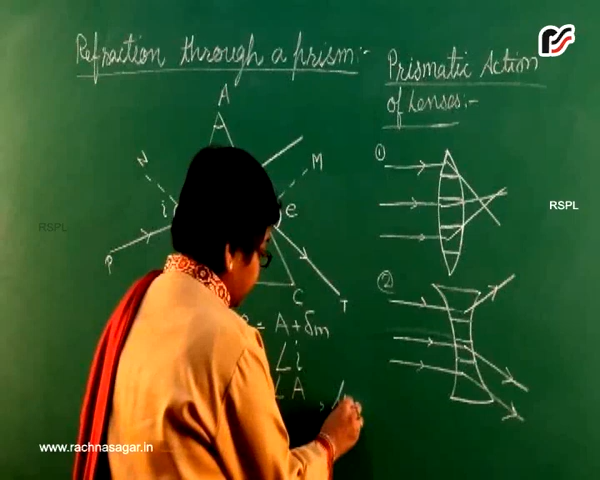 Refraction through a prism:-
Prismatic Action
of Lenses:-
A
①
N
M
i
e
P
C
T
②
= A + δm
∠i
∠A
RSPL
RSPL
www.rachnasagar.in